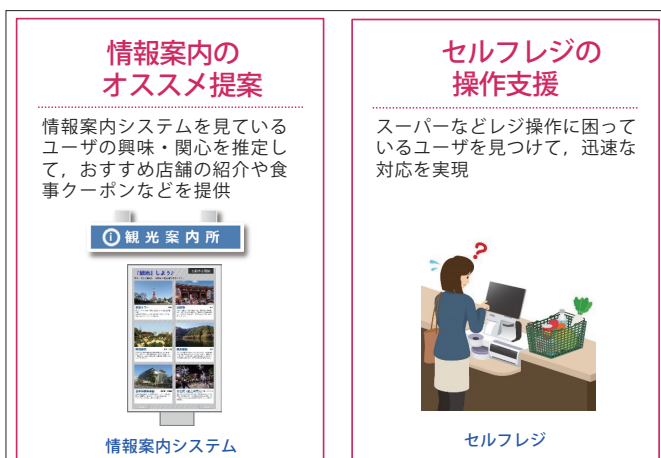 情報案内の
オススメ提案
情報案内システムを見ている
ユーザの興味・関心を推定し
て，おすすめ店舗の紹介や食
事クーポンなどを提供
i 観光案内所
情報案内システム
セルフレジの
操作支援
スーパーなどレジ操作に困って
いるユーザを見つけて，迅速な
対応を実現
?
セルフレジ